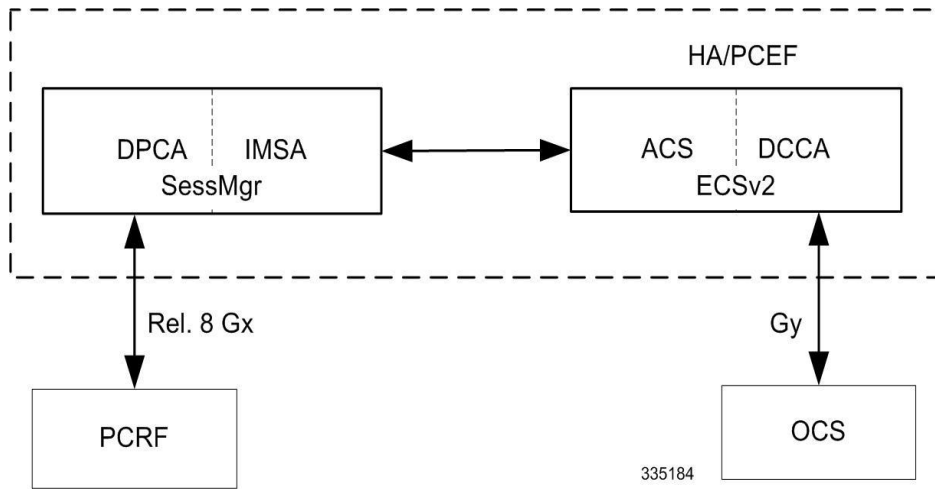 HA/PCEF
DPCA IMSA
SessMgr
ACS DCCA
ECSv2
Rel. 8 Gx
Gy
PCRF
OCS
335184